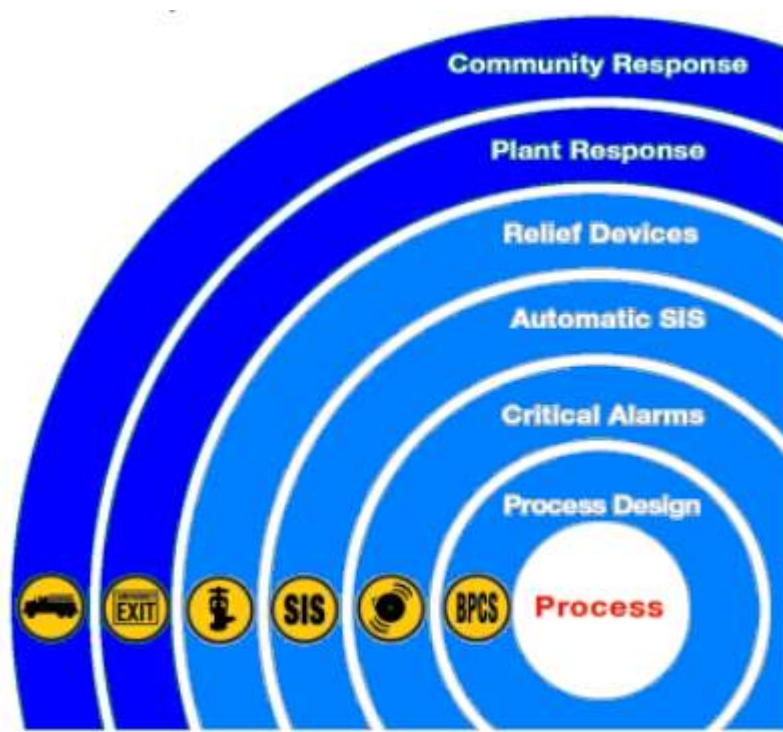 Community Response
Plant Response
Relief Devices
Automatic SIS
Critical Alarms
Process Design
EXIT
SIS
BPCS
Process